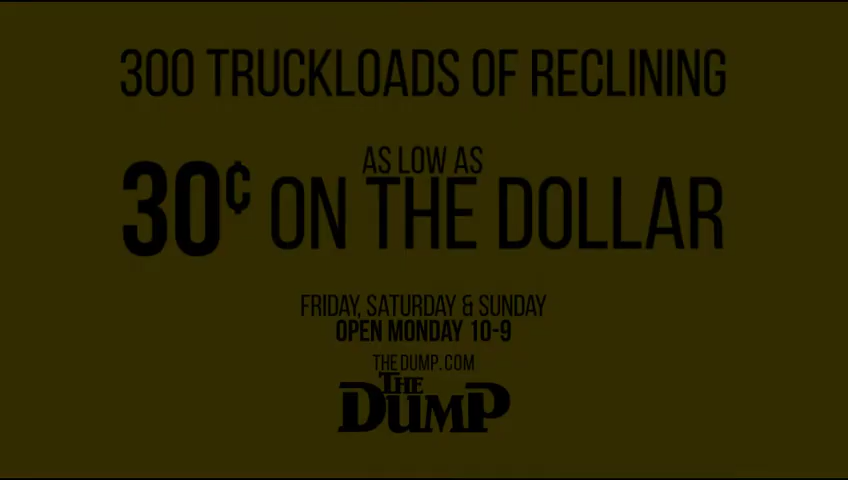 300 TRUCKLOADS OF RECLINING
AS LOW AS
30¢ ON THE DOLLAR
FRIDAY, SATURDAY & SUNDAY
OPEN MONDAY 10-9
THEDUMP.COM
THE
DUMP